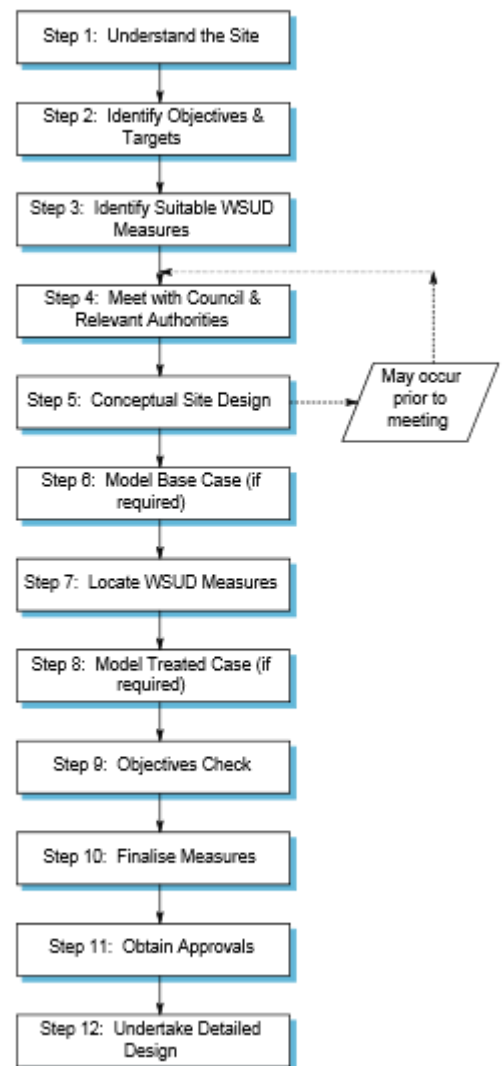 Step 1: Understand the Site
Step 2: Identify Objectives &
Targets
Step 3: Identify Suitable WSUD
Measures
Step 4: Meet with Council &
Relevant Authorities
Step 5: Conceptual Site Design
May occur
prior to
meeting
Step 6: Model Base Case (if
required)
Step 7: Locate WSUD Measures
Step 8: Model Treated Case (if
required)
Step 9: Objectives Check
Step 10: Finalise Measures
Step 11: Obtain Approvals
Step 12: Undertake Detailed
Design